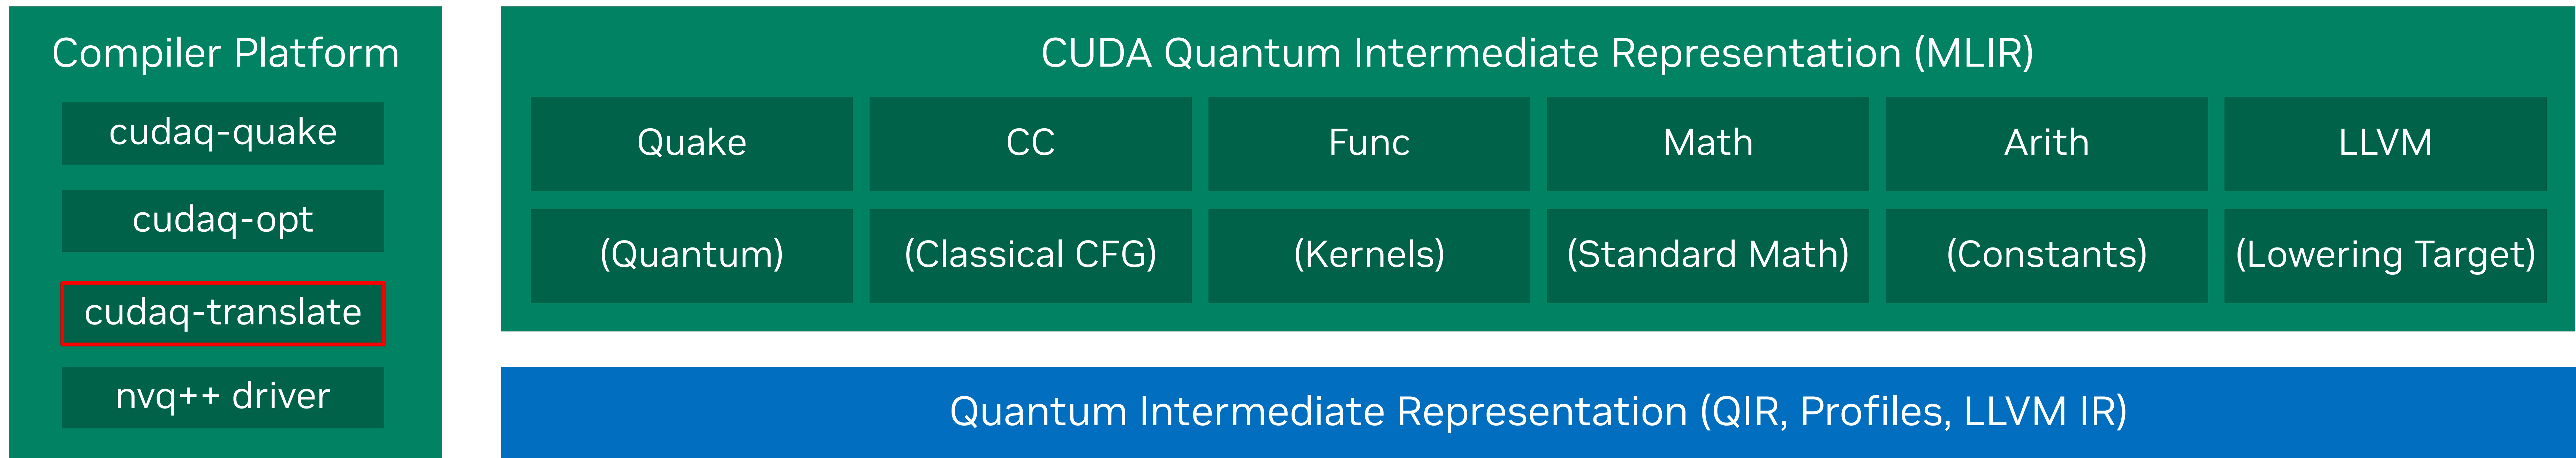 Compiler Platform
cudaq-quake
cudaq-opt
cudaq-translate
nvq++ driver
CUDA Quantum Intermediate Representation (MLIR)
Quake
CC
Func
Math
Arith
LLVM
(Quantum)
(Classical CFG)
(Kernels)
(Standard Math)
(Constants)
(Lowering Target)
Quantum Intermediate Representation (QIR, Profiles, LLVM IR)